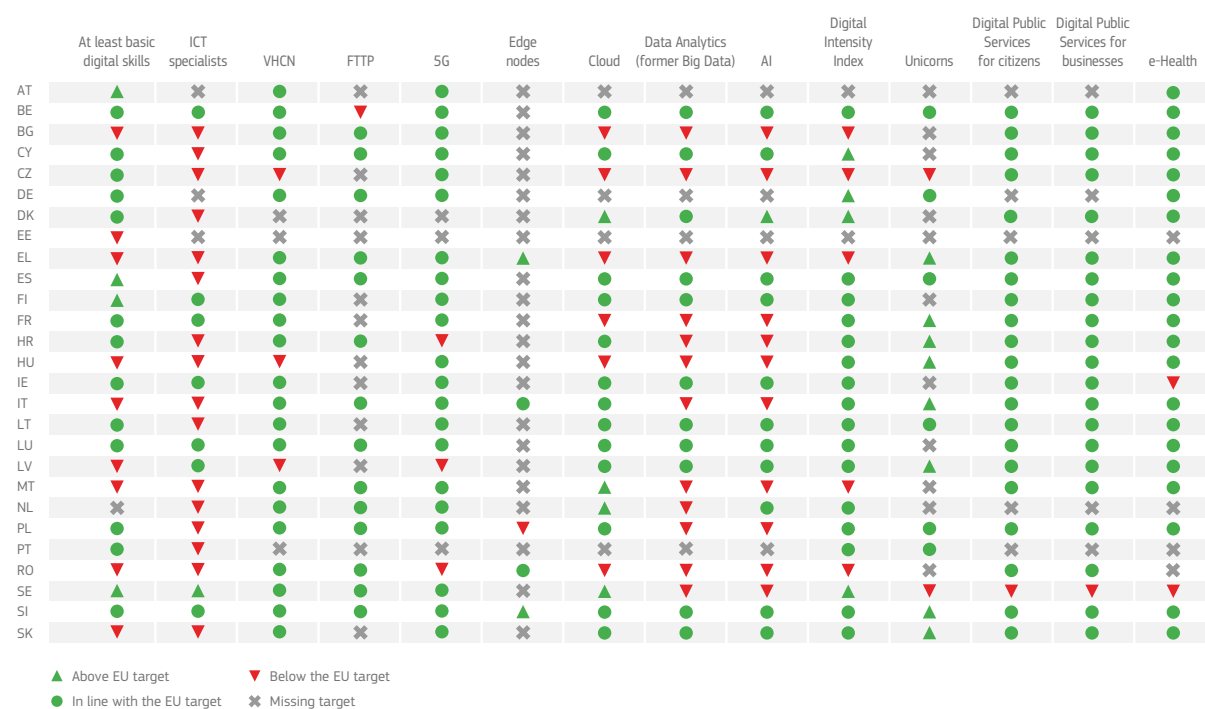 Digital Digital Public Digital Public
At least basic ICT Edge Data Analytics Intensity Services Services for
digital skills specialists VHCN FTTP 5G nodes Cloud (former Big Data) AI Index Unicorns for citizens businesses e-Health
AT
BE
BG
CY
CZ
DE
DK
EE
EL
ES
FI
FR
HR
HU
IE
IT
LT
LU
LV
MT
NL
PL
PT
RO
SE
SI
SK
Above EU target Below the EU target
In line with the EU target Missing target